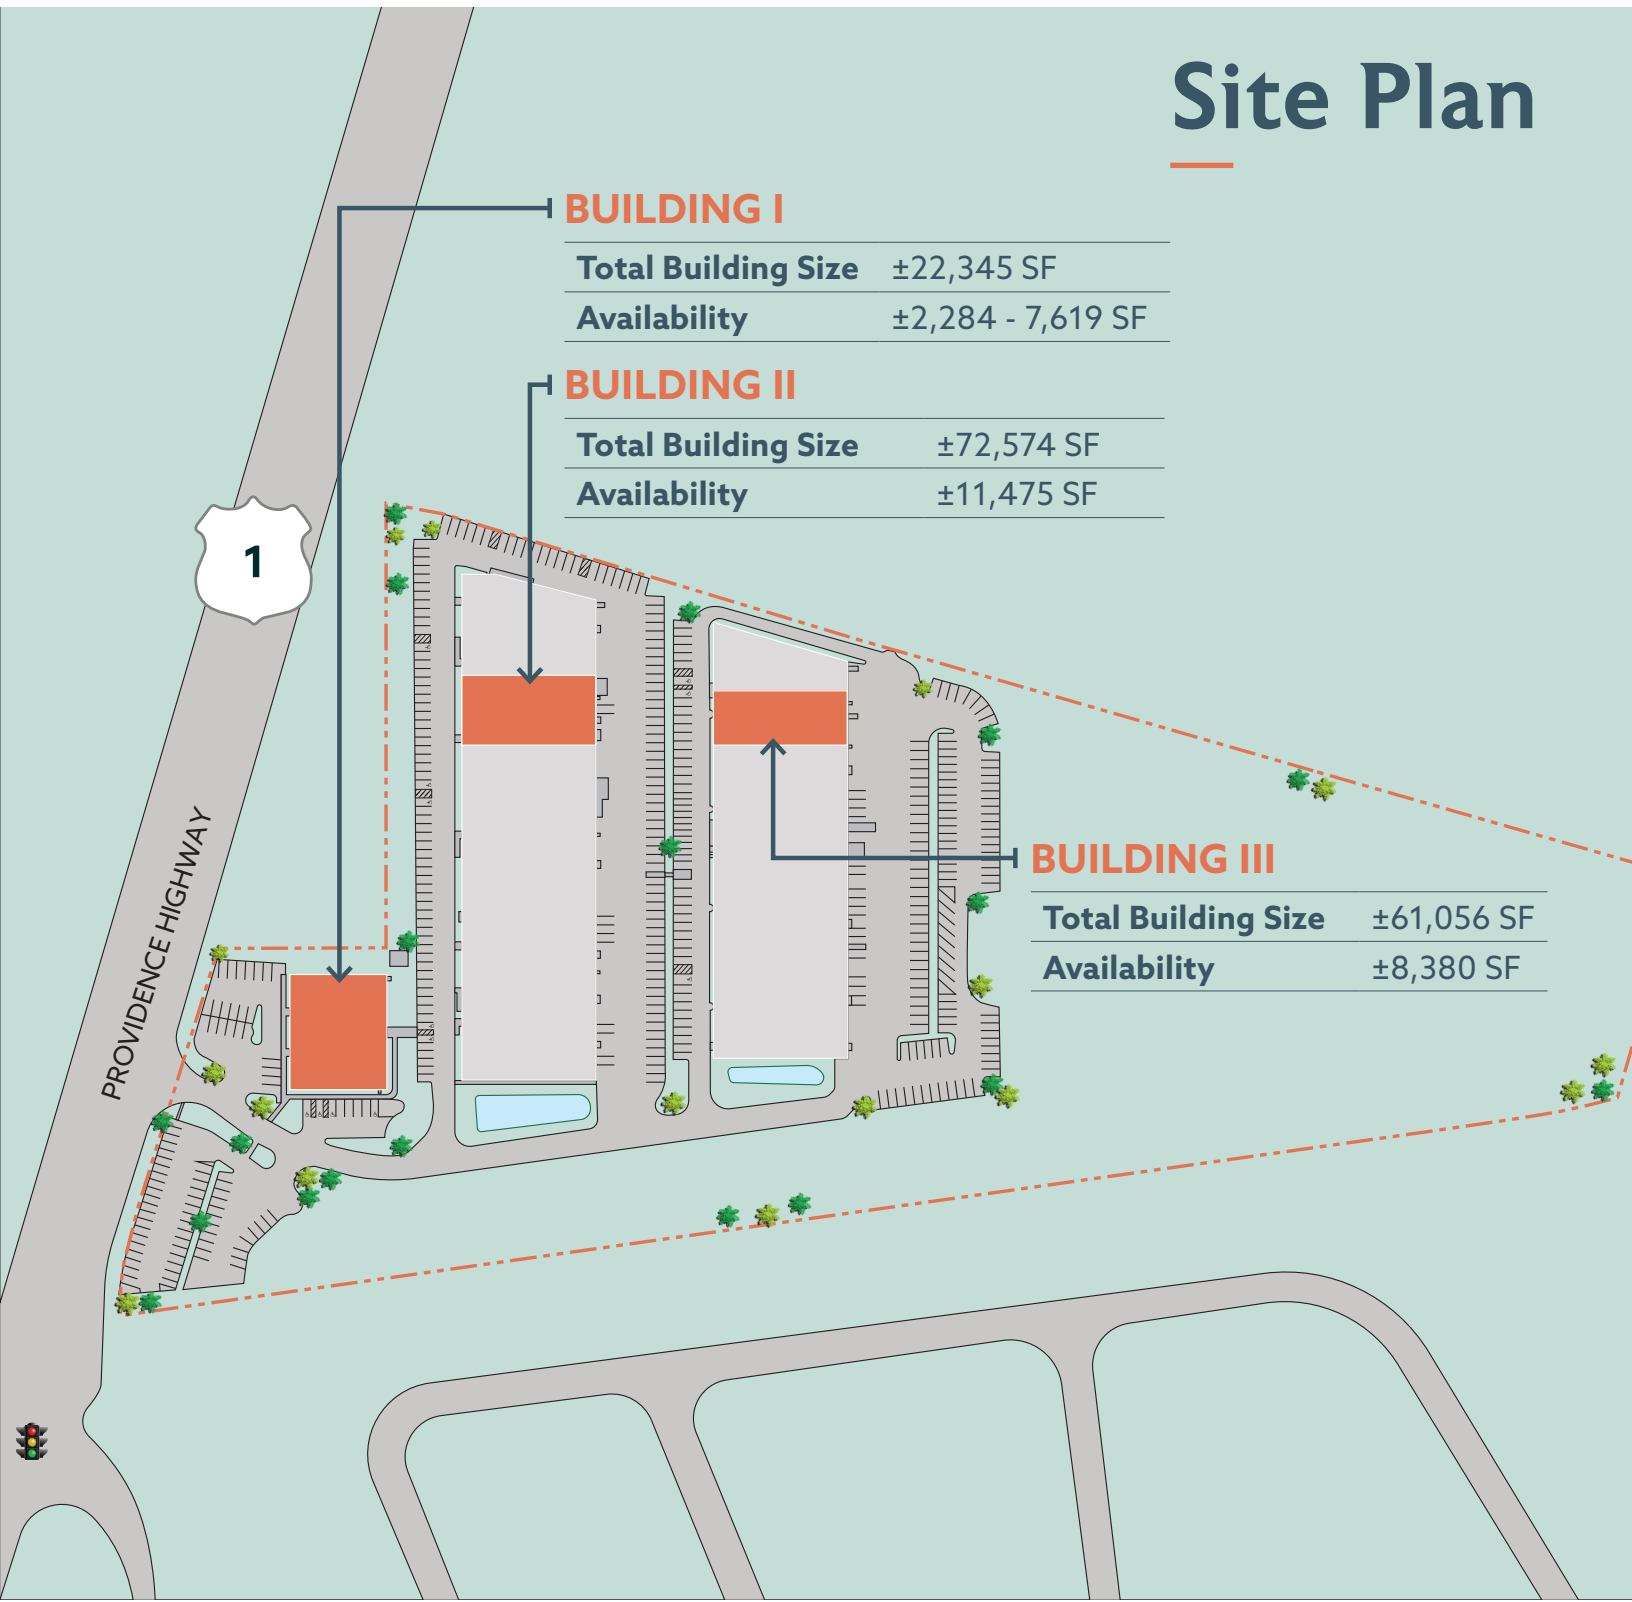 Site Plan
BUILDING I
Total Building Size ±22,345 SF
Availability ±2,284 - 7,619 SF
BUILDING II
Total Building Size ±72,574 SF
Availability ±11,475 SF
1
PROVIDENCE HIGHWAY
BUILDING III
Total Building Size ±61,056 SF
Availability ±8,380 SF